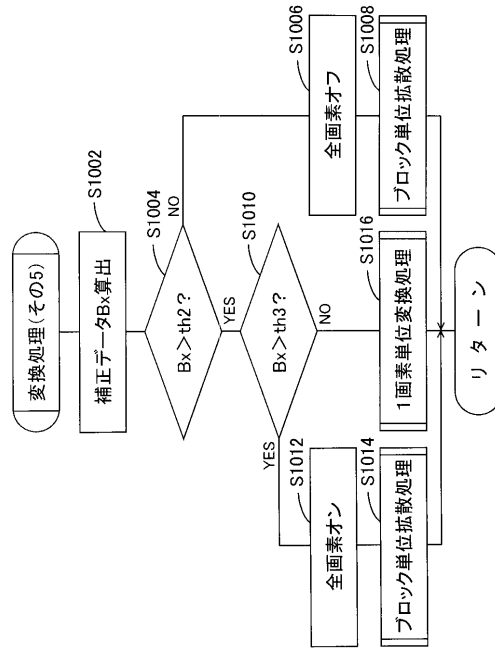 変換処理(その5)
S1002
補正データBx算出
S1004
Bx>th2?
NO
YES
S1010
Bx>th3?
YES
NO
S1012
全画素オン
S1014
ブロック単位拡散処理
S1016
1画素単位変換処理
S1006
全画素オフ
S1008
ブロック単位拡散処理
リターン